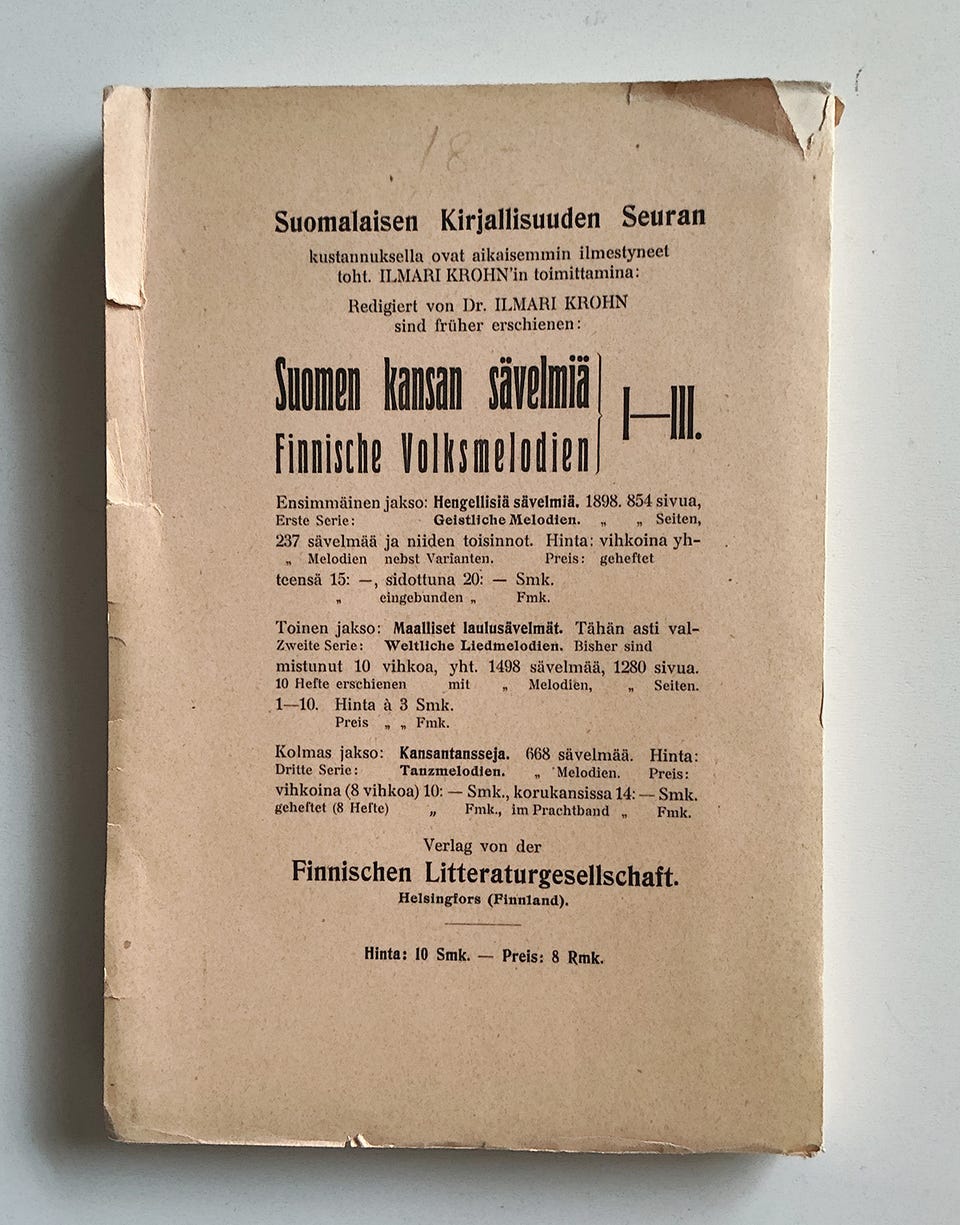 18 -
Suomalaisen Kirjallisuuden Seuran
kustannuksella ovat aikaisemmin ilmestyneet
toht. ILMARI KROHN'in toimittamina:
Redigiert von Dr. ILMARI KROHN
sind früher erschienen:
Suomen kansan sävelmiä
Finnische Volksmelodien
I—III.
Ensimmäinen jakso: Hengellisiä sävelmiä. 1898. 854 sivua,
Erste Serie: Geistliche Melodien. „ „ Seiten,
237 sävelmää ja niiden toisinnot. Hinta: vihkoina yh-
„ Melodien nebst Varianten. Preis: geheftet
teensä 15: —, sidottuna 20: — Smk.
„ eingebunden „ Fmk.
Toinen jakso: Maalliset laulusävelmät. Tähän asti val-
Zweite Serie: Weltliche Liedmelodien. Bisher sind
mistunut 10 vihkoa, yht. 1498 sävelmää, 1280 sivua.
10 Hefte erschienen mit „ Melodien, „ Seiten.
1—10. Hinta à 3 Smk.
Preis „ „ Fmk.
Kolmas jakso: Kansantansseja. 668 sävelmää. Hinta:
Dritte Serie: Tanzmelodien. „ Melodien. Preis:
vihkoina (8 vihkoa) 10: — Smk., korukansissa 14: — Smk.
geheftet (8 Hefte) „ Fmk., im Prachtband „ Fmk.
Verlag von der
Finnischen Litteraturgesellschaft.
Helsingfors (Finnland).
Hinta: 10 Smk. — Preis: 8 Rmk.